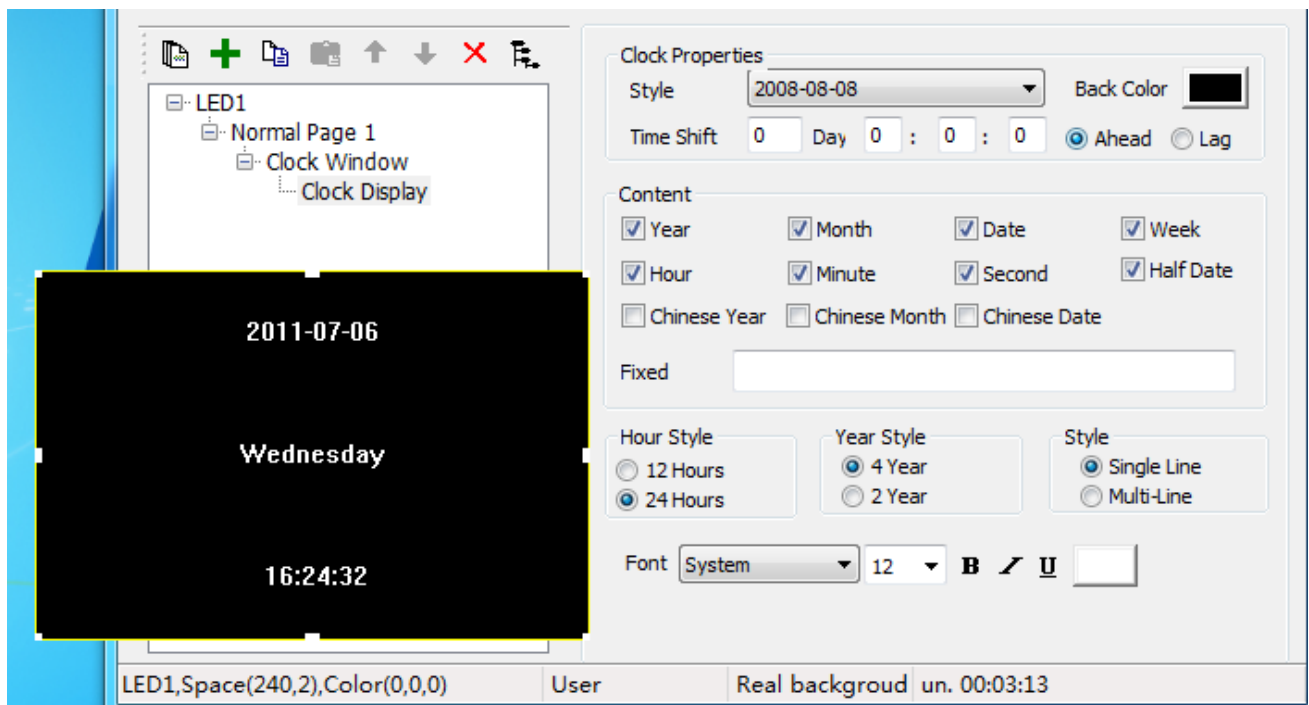 Clock Properties
Style 2008-08-08 Back Color
Time Shift 0 Day 0 : 0 : 0 Ahead Lag
LED1
Normal Page 1
Clock Window
Clock Display
Content
Year Month Date Week
Hour Minute Second Half Date
Chinese Year Chinese Month Chinese Date
Fixed
2011-07-06
Wednesday
16:24:32
Hour Style Year Style Style
12 Hours 4 Year Single Line
24 Hours 2 Year Multi-Line
Font System 12 B I U
LED1,Space(240,2),Color(0,0,0) User Real backgroud un. 00:03:13